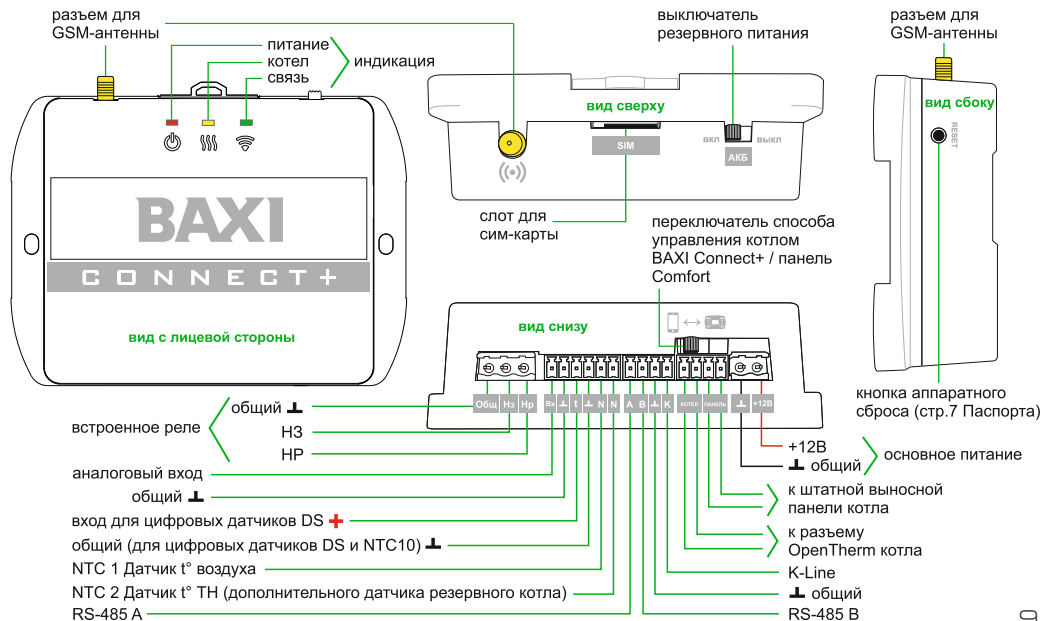 разъем для
GSM-антенны
питание
котел
связь
индикация
BAXI
CONNECT+
вид с лицевой стороны
выключатель
резервного питания
вид сверху
SIM
вкл
выкл
АКБ
слот для
сим-карты
разъем для
GSM-антенны
вид сбоку
RESET
кнопка аппаратного
сброса (стр.7 Паспорта)
переключатель способа
управления котлом
BAXI Connect+ / панель
Comfort
вид снизу
Общ Нз Нр Вх ⊥ t ⊥ N N A B ⊥ K КОТЕЛ ПАНЕЛЬ ⊥ +12В
встроенное реле
общий ⊥
НЗ
НР
аналоговый вход
общий ⊥
вход для цифровых датчиков DS +
общий (для цифровых датчиков DS и NTC10) ⊥
NTC 1 Датчик t° воздуха
NTC 2 Датчик t° ТН (дополнительного датчика резервного котла)
RS-485 A
+12В
⊥ общий
основное питание
к штатной выносной
панели котла
к разъему
OpenTherm котла
K-Line
⊥ общий
RS-485 B